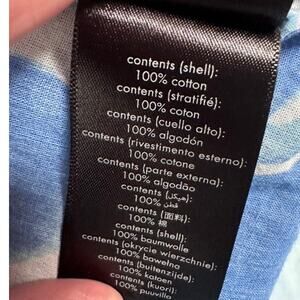 contents (shell):
100% cotton
contents (stratifié):
100% coton
contents (cuello alto):
100% algodón
contents (rivestimento esterno):
100% cotone
contents (parte externa):
100% algodão
contents (هيكل):
100% قطن
contents (面料):
100% 棉
contents (shell):
100% baumwolle
contents (okrycie wierzchnie):
100% bawełna
contents (buitenzijde):
100% katoen
contents (kuori):
100% puuvilla